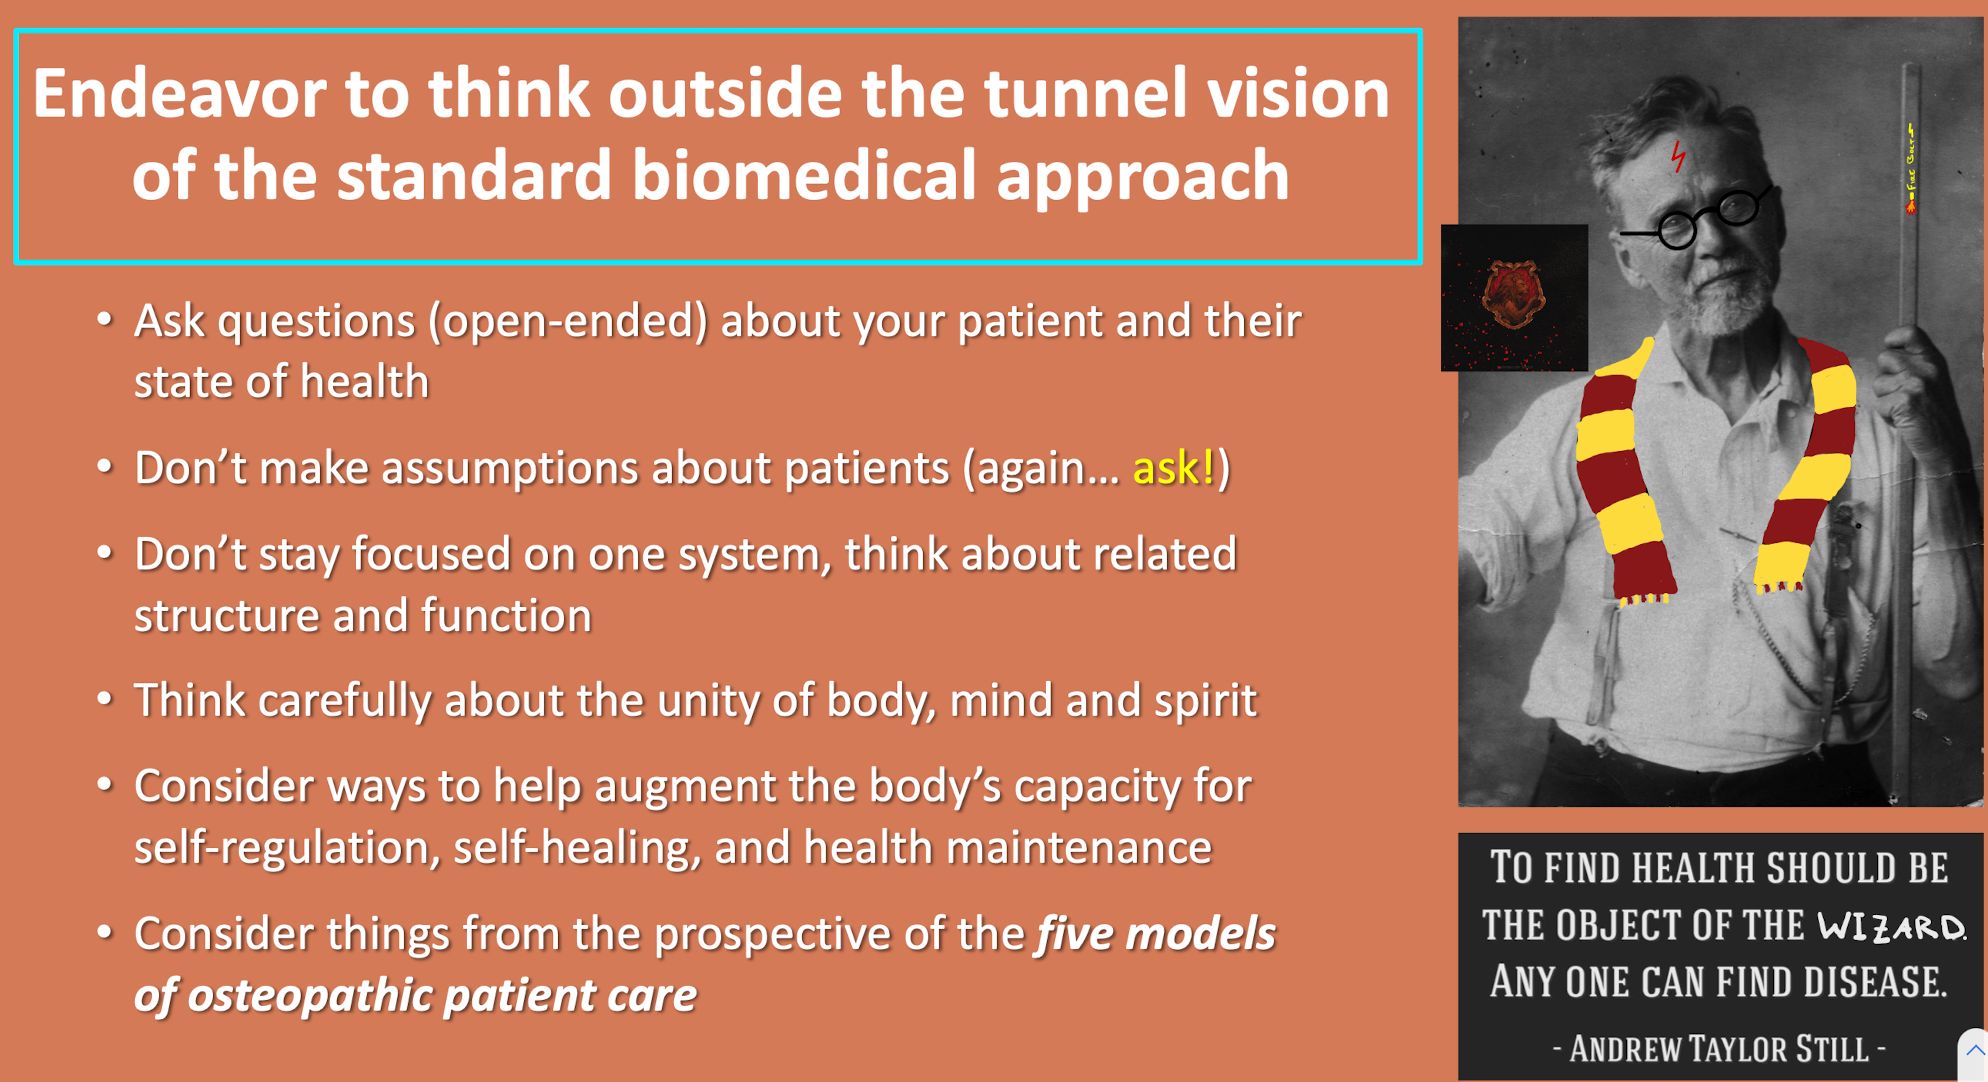 Endeavor to think outside the tunnel vision
of the standard biomedical approach
• Ask questions (open-ended) about your patient and their
state of health
• Don’t make assumptions about patients (again… ask!)
• Don’t stay focused on one system, think about related
structure and function
• Think carefully about the unity of body, mind and spirit
• Consider ways to help augment the body’s capacity for
self-regulation, self-healing, and health maintenance
• Consider things from the prospective of the five models
of osteopathic patient care
FIRE BOLT
TO FIND HEALTH SHOULD BE
THE OBJECT OF THE WIZARD.
ANY ONE CAN FIND DISEASE.
- ANDREW TAYLOR STILL -